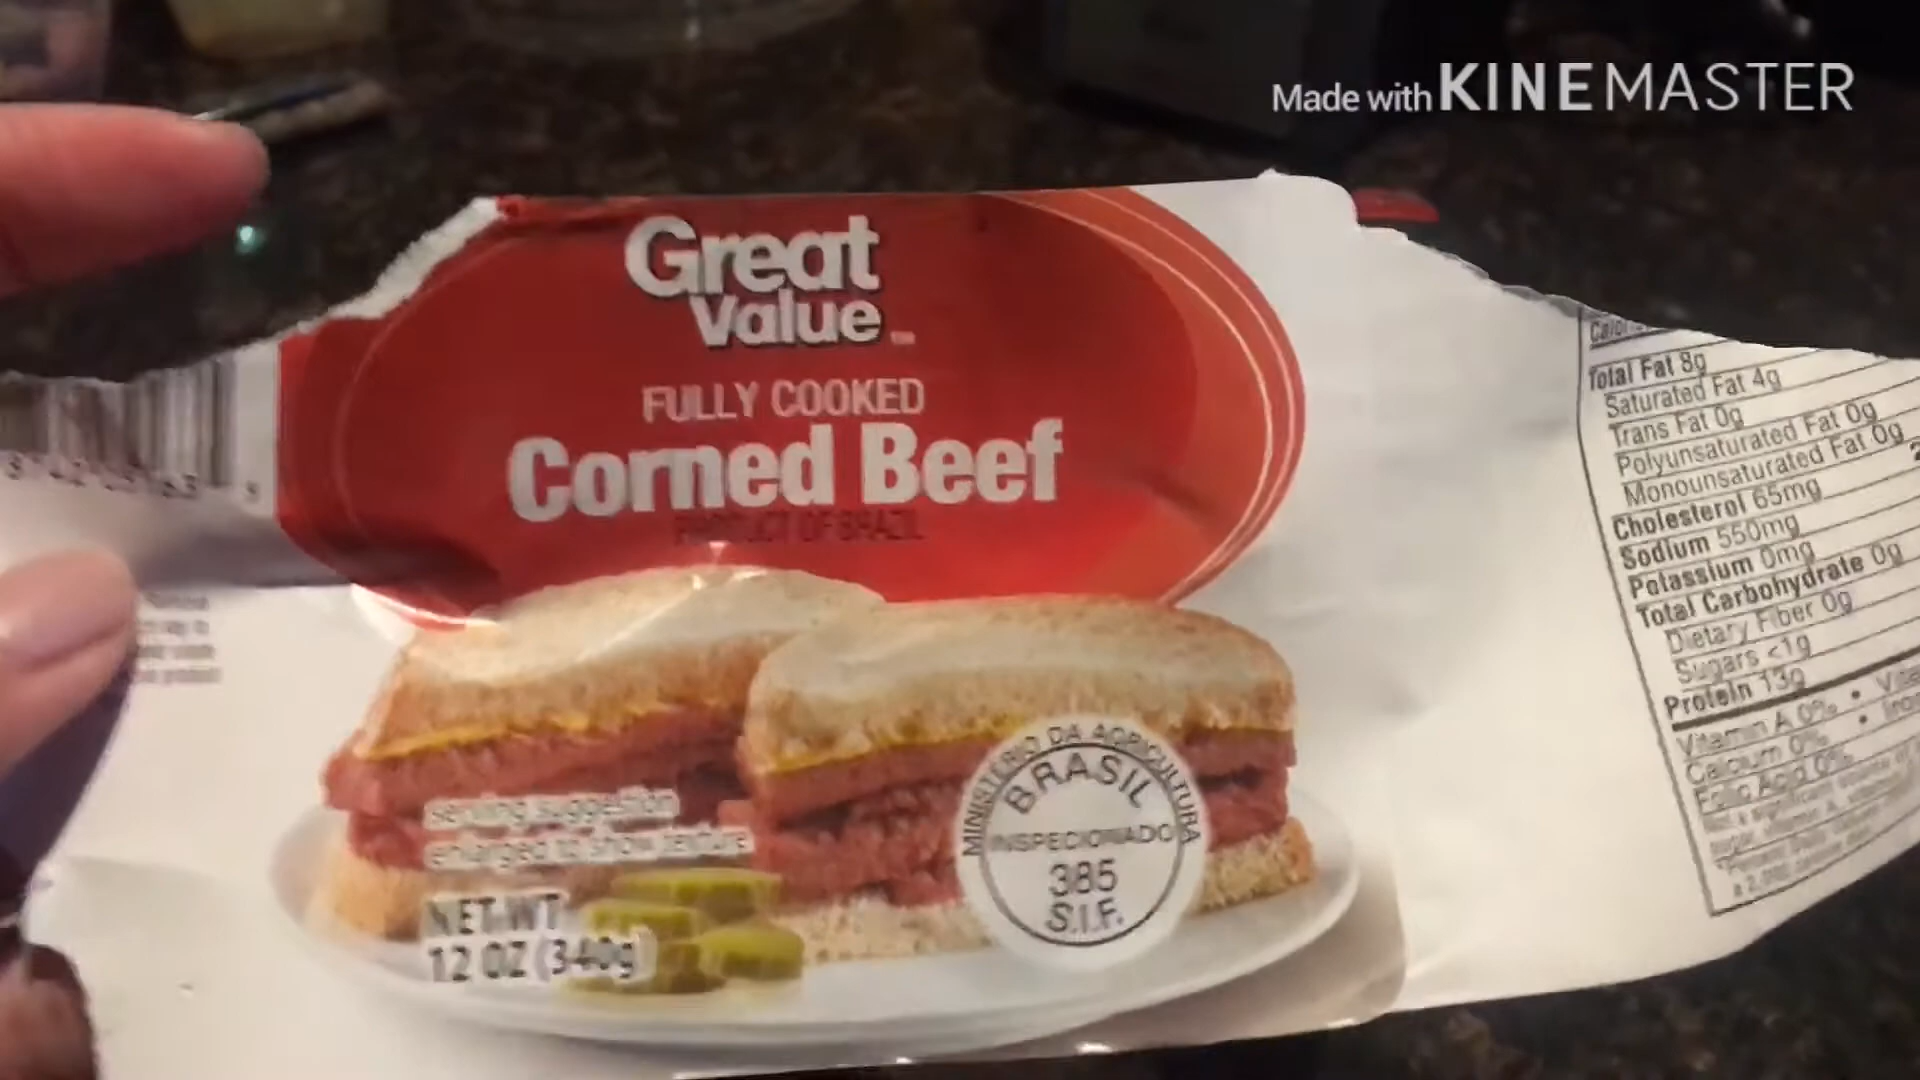 Made with KINEMASTER
Great
Value
FULLY COOKED
Corned Beef
PRODUCT OF BRAZIL
serving suggestion
enlarged to show texture
NET WT
12 OZ (340g)
MINISTÉRIO DA AGRICULTURA
BRASIL
INSPECIONADO
385
S.I.F.
Total Fat 8g
Saturated Fat 4g
Trans Fat 0g
Polyunsaturated Fat 0g
Monounsaturated Fat 0g
Cholesterol 65mg
Sodium 550mg
Potassium 0mg
Total Carbohydrate 0g
Dietary Fiber 0g
Sugars <1g
Protein 13g
Vitamin A 0% •
Calcium 0% •
Folic Acid 0%